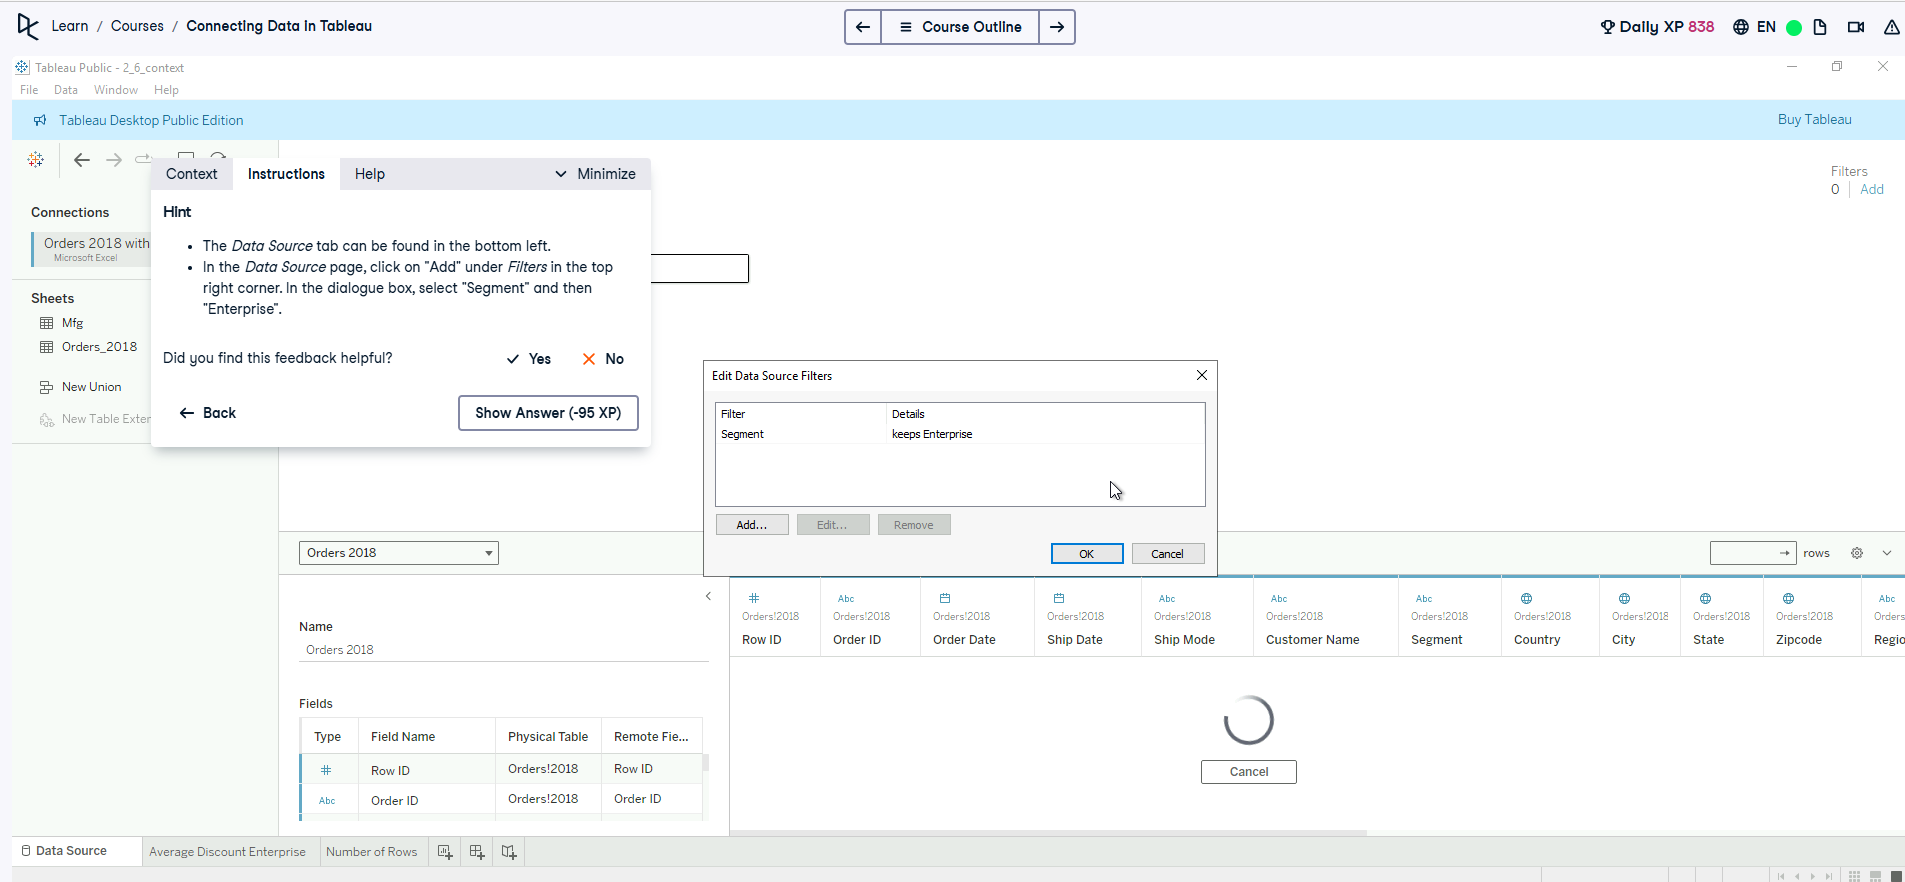 Learn / Courses / Connecting Data in Tableau
Course Outline
Daily XP 838
EN
Tableau Public - 2_6_context
File Data Window Help
Tableau Desktop Public Edition
Buy Tableau
Context Instructions Help Minimize
Filters
0 Add
Connections
Orders 2018 with
Microsoft Excel
Hint
• The Data Source tab can be found in the bottom left.
• In the Data Source page, click on "Add" under Filters in the top
right corner. In the dialogue box, select "Segment" and then
"Enterprise".
Did you find this feedback helpful? Yes No
Back Show Answer (-95 XP)
Sheets
Mfg
Orders_2018
New Union
New Table Exter
Edit Data Source Filters
Filter Details
Segment keeps Enterprise
Add... Edit... Remove
OK Cancel
Orders 2018
rows
Name
Orders 2018
Fields
Type Field Name Physical Table Remote Fie...
# Row ID Orders!2018 Row ID
Abc Order ID Orders!2018 Order ID
# Abc Abc Abc Abc Abc
Orders!2018 Orders!2018 Orders!2018 Orders!2018 Orders!2018 Orders!2018 Orders!2018 Orders!2018 Orders!2018 Orders!2018 Orders!2018 Orders
Row ID Order ID Order Date Ship Date Ship Mode Customer Name Segment Country City State Zipcode Regio
Cancel
Data Source Average Discount Enterprise Number of Rows